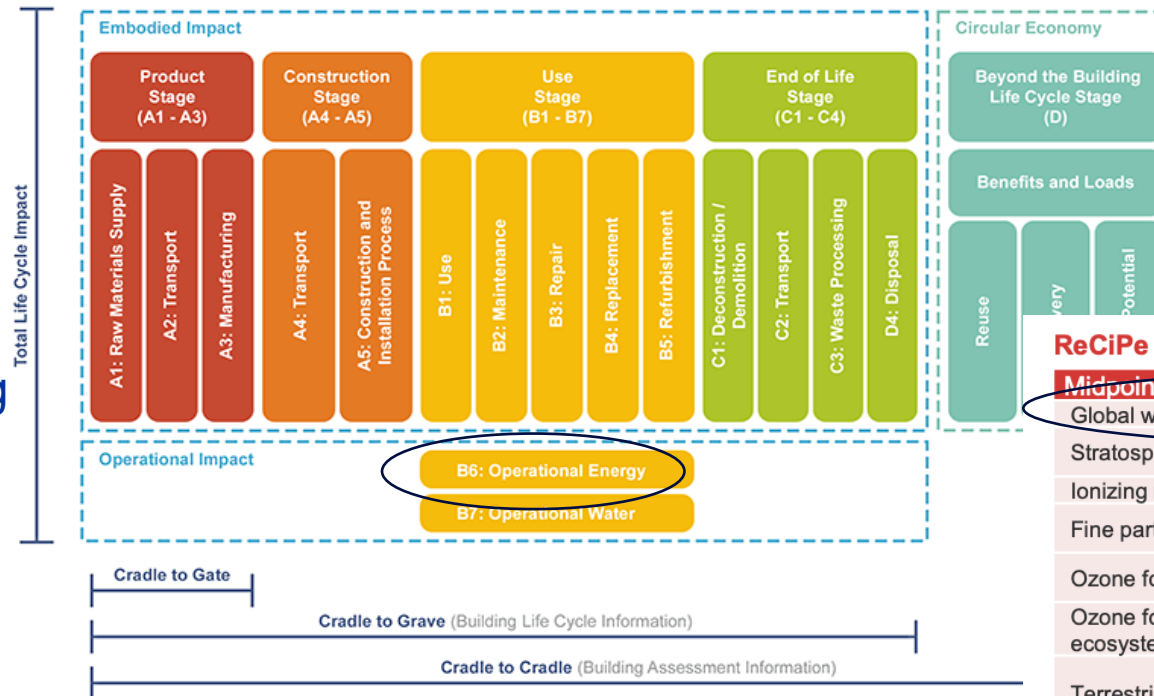 Embodied Impact
Circular Economy
Product
Stage
(A1 - A3)
Construction
Stage
(A4 - A5)
Use
Stage
(B1 - B7)
End of Life
Stage
(C1 - C4)
Beyond the Building
Life Cycle Stage
(D)
Total Life Cycle Impact
A1: Raw Materials Supply
A2: Transport
A3: Manufacturing
A4: Transport
A5: Construction and
Installation Process
B1: Use
B2: Maintenance
B3: Repair
B4: Replacement
B5: Refurbishment
C1: Deconstruction /
Demolition
C2: Transport
C3: Waste Processing
D4: Disposal
Benefits and Loads
Reuse
Potential
g
Operational Impact
B6: Operational Energy
B7: Operational Water
ReCiPe
Global w
Stratosp
Ionizing
Fine par
Ozone fo
Ozone fo
ecosyste
Terrestri
Cradle to Gate
Cradle to Grave (Building Life Cycle Information)
Cradle to Cradle (Building Assessment Information)